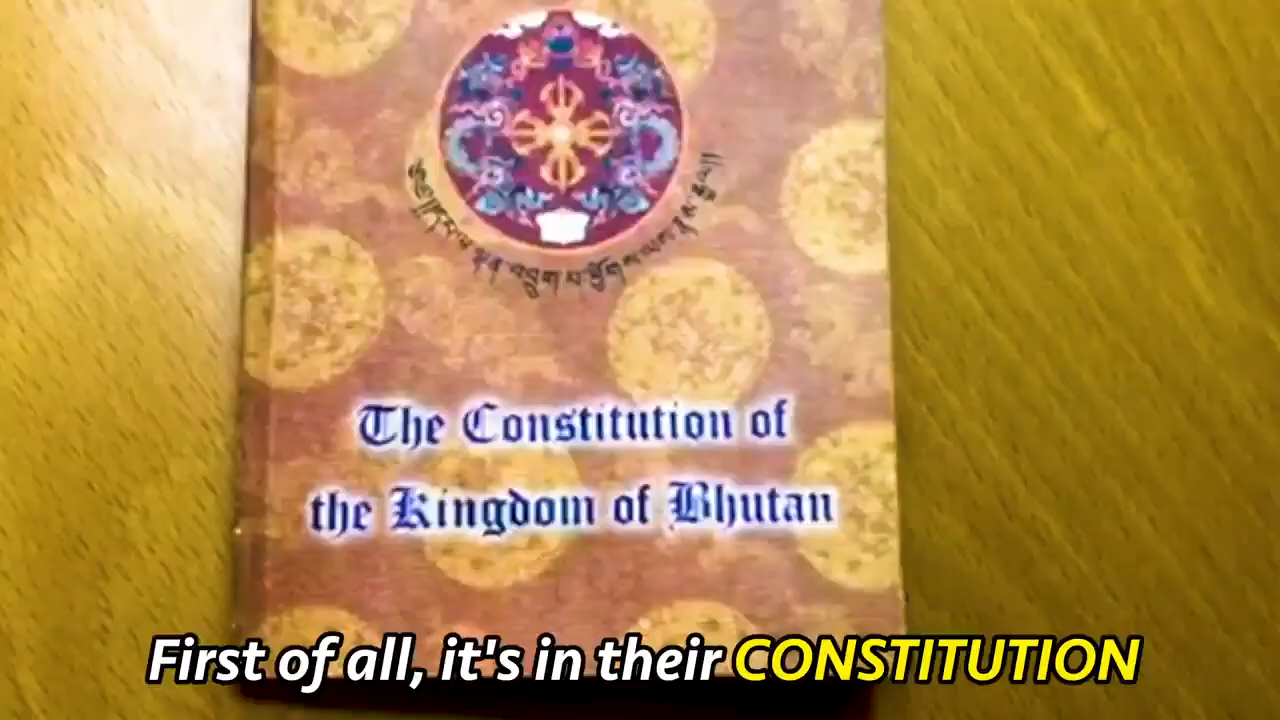 The Constitution of
the Kingdom of Bhutan
First of all, it's in their CONSTITUTION